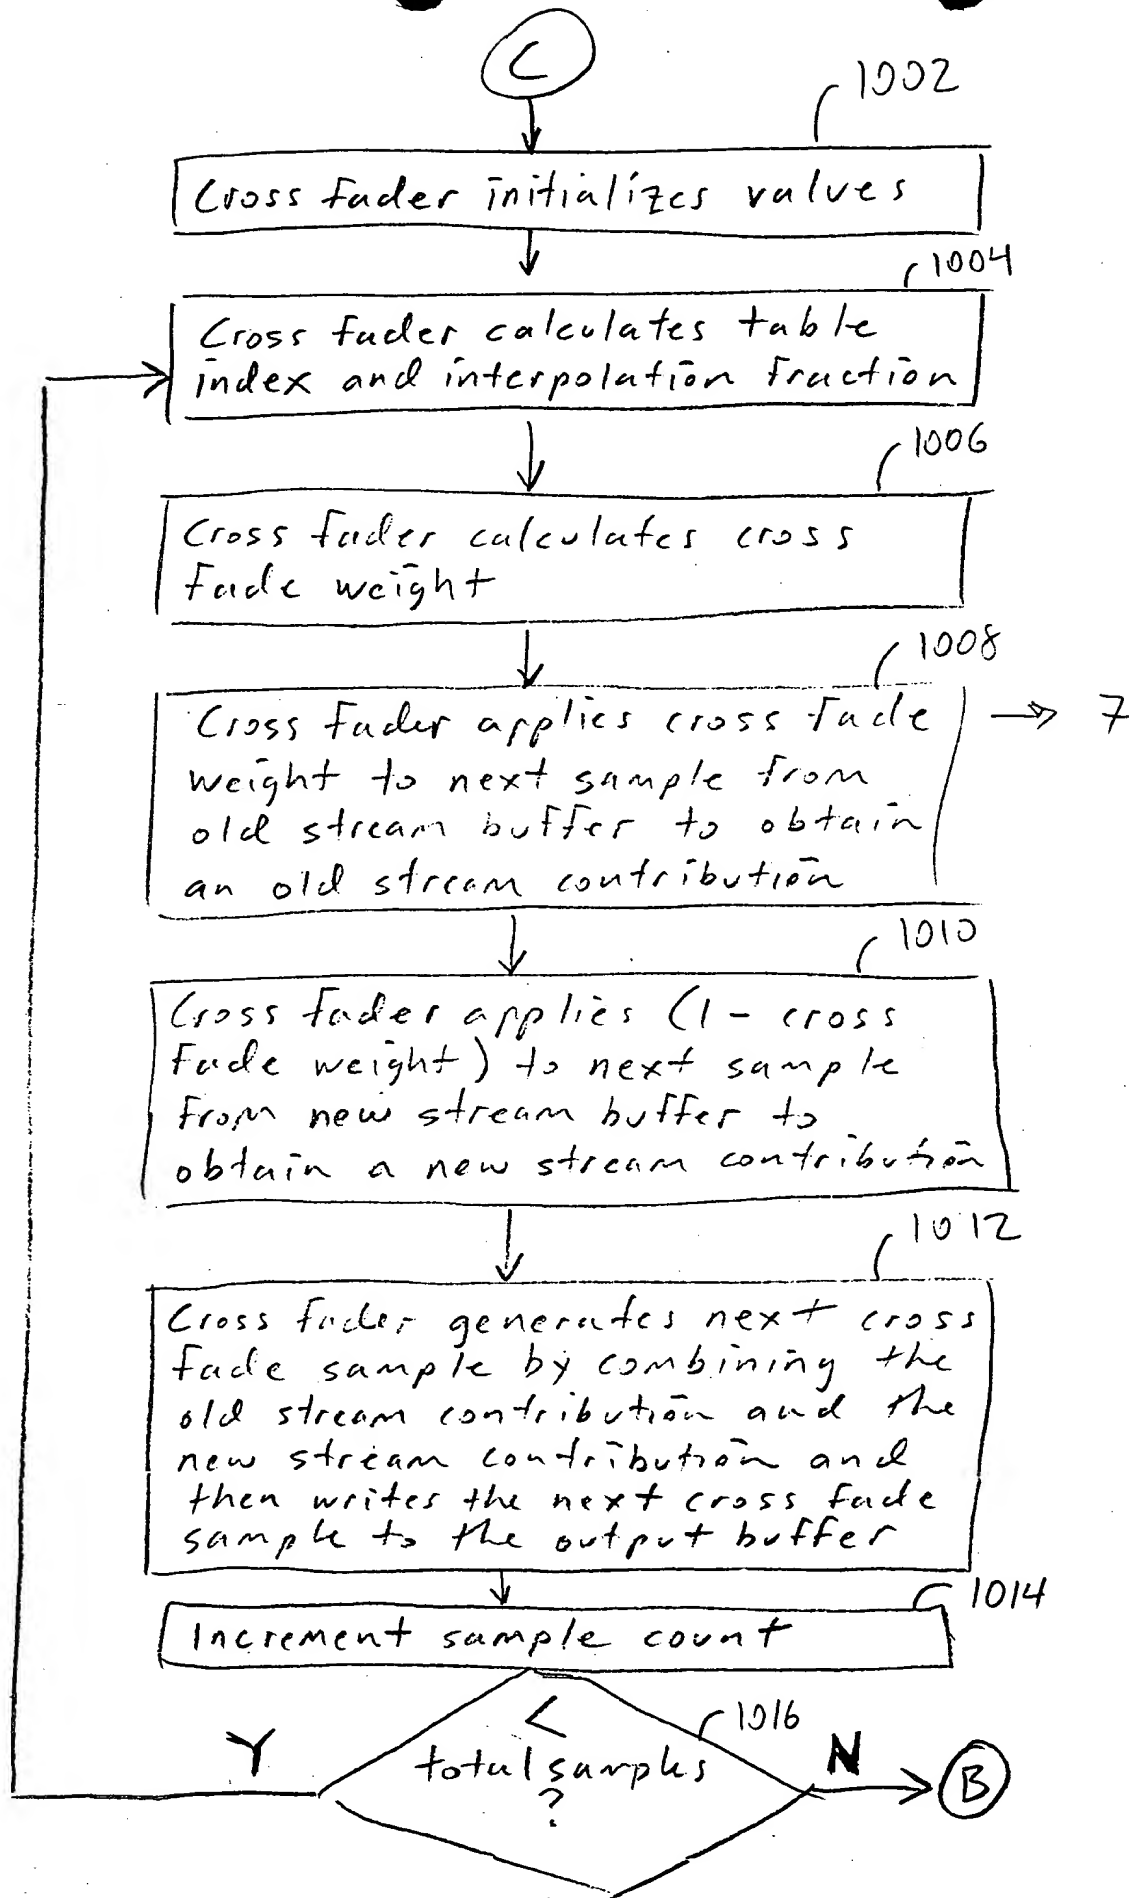 C
1002
Cross fader initializes values
1004
Cross fader calculates table
index and interpolation fraction
1006
Cross fader calculates cross
fade weight
1008
Cross fader applies cross fade
weight to next sample from
old stream buffer to obtain
an old stream contribution
→ 7
1010
Cross fader applies (1 - cross
fade weight) to next sample
from new stream buffer to
obtain a new stream contribution
1012
Cross fader generates next cross
fade sample by combining the
old stream contribution and the
new stream contribution and
then writes the next cross fade
sample to the output buffer
1014
Increment sample count
1016
<
total samples
?
Y
N
B